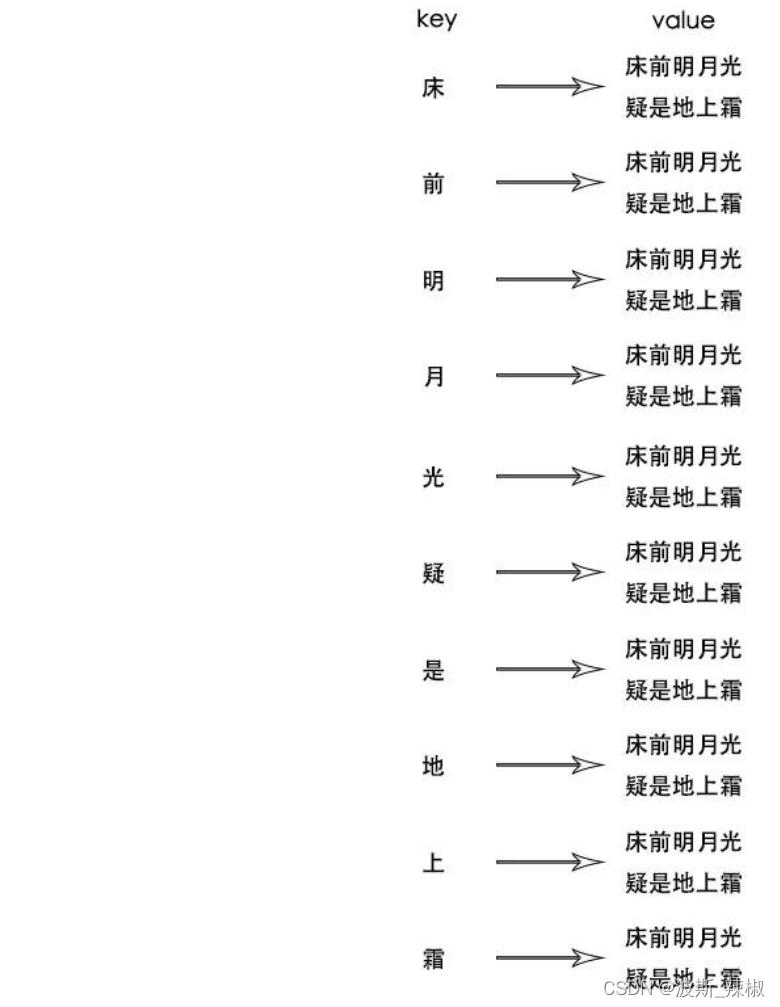 key value
床前明月光
床
疑是地上霜
床前明月光
前
疑是地上霜
床前明月光
明
疑是地上霜
床前明月光
月
疑是地上霜
床前明月光
光
疑是地上霜
床前明月光
疑
疑是地上霜
床前明月光
是
疑是地上霜
床前明月光
地
疑是地上霜
床前明月光
上
疑是地上霜
床前明月光
霜
疑是地上霜
CSDN @波斯_辣椒